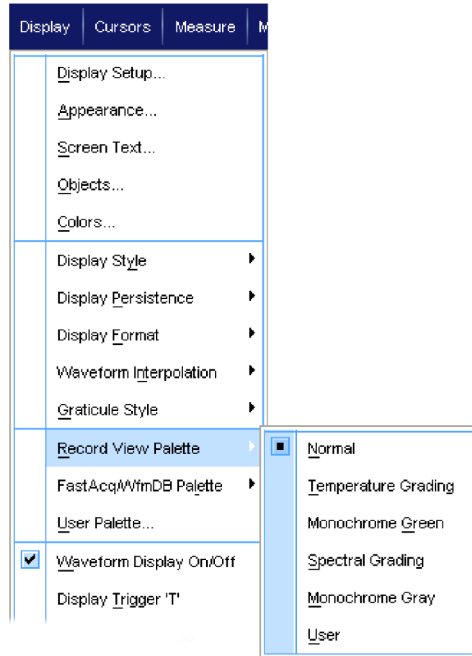 Display Cursors Measure M
Display Setup...
Appearance...
Screen Text...
Objects...
Colors...
Display Style
Display Persistence
Display Format
Waveform Interpolation
Graticule Style
Record View Palette
FastAcq/WfmDB Palette
User Palette...
Waveform Display On/Off
Display Trigger 'T'
Normal
Temperature Grading
Monochrome Green
Spectral Grading
Monochrome Gray
User